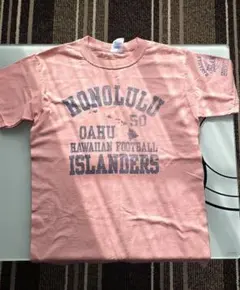 HONOLULU
50
OAHU
HAWAIIAN FOOTBALL
ISLANDERS